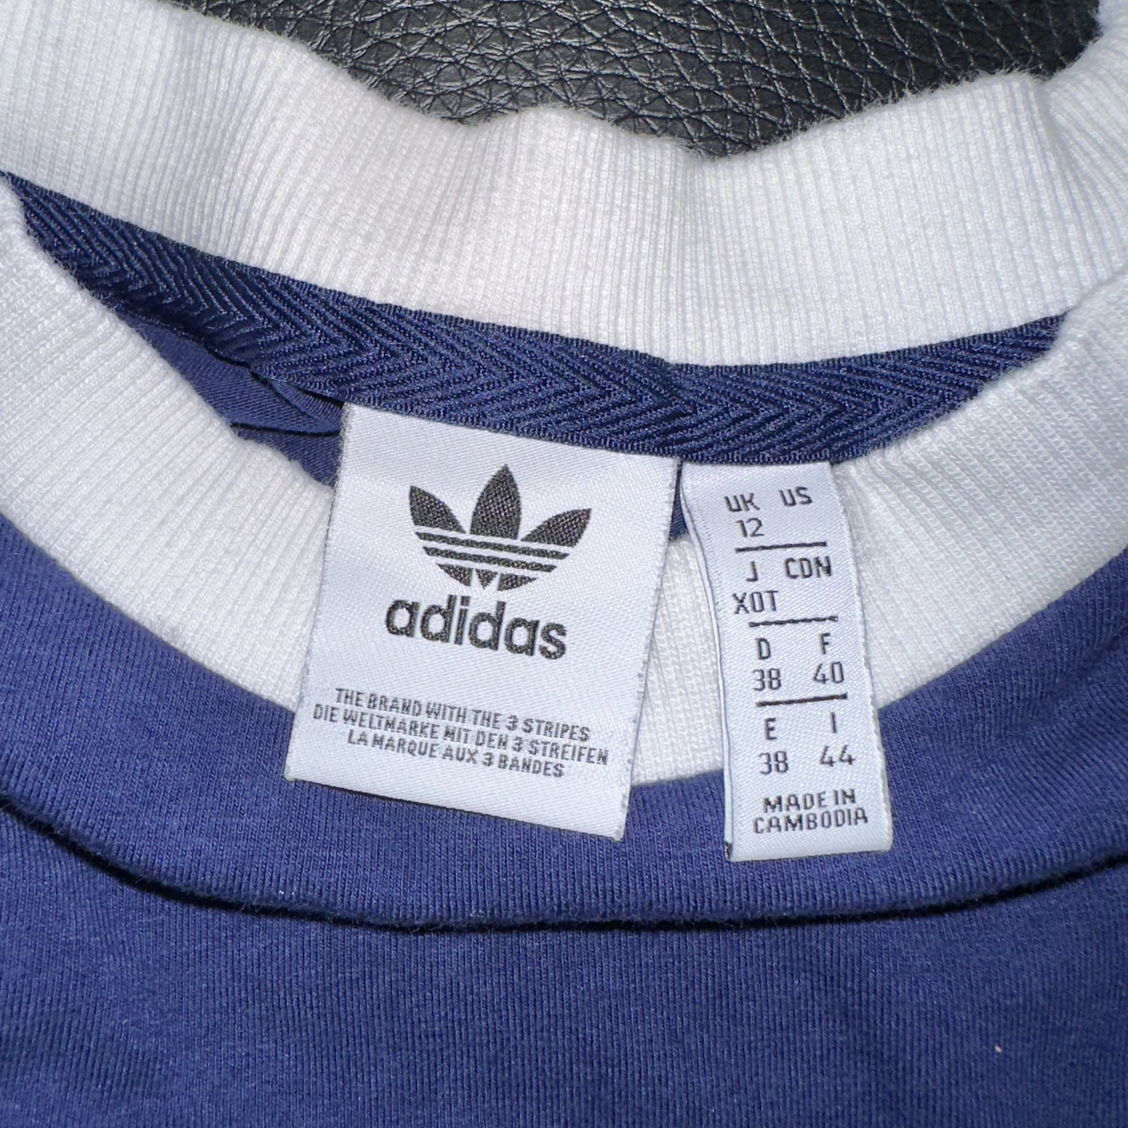 adidas
THE BRAND WITH THE 3 STRIPES
DIE WELTMARKE MIT DEN 3 STREIFEN
LA MARQUE AUX 3 BANDES
UK US
12
J CDN
XOT
D F
38 40
E I
38 44
MADE IN
CAMBODIA